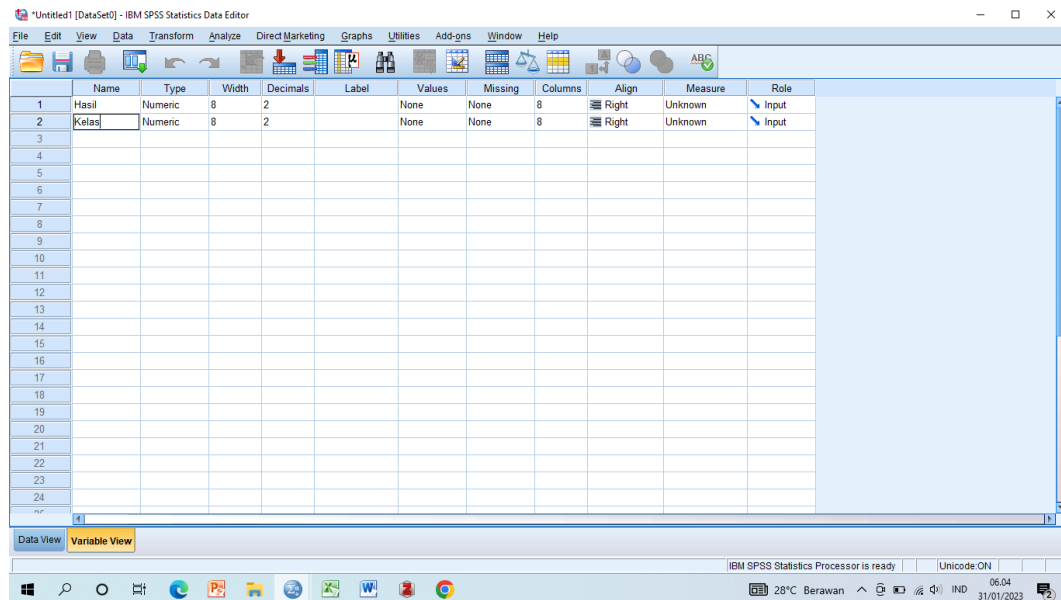 *Untitled1 [DataSet0] - IBM SPSS Statistics Data Editor
File Edit View Data Transform Analyze Direct Marketing Graphs Utilities Add-ons Window Help
Name Type Width Decimals Label Values Missing Columns Align Measure Role
1 Hasil Numeric 8 2 None None 8 Right Unknown Input
2 Kelas Numeric 8 2 None None 8 Right Unknown Input
3
4
5
6
7
8
9
10
11
12
13
14
15
16
17
18
19
20
21
22
23
24
Data View Variable View
IBM SPSS Statistics Processor is ready Unicode:ON
28°C Berawan IND 06.04
31/01/2023